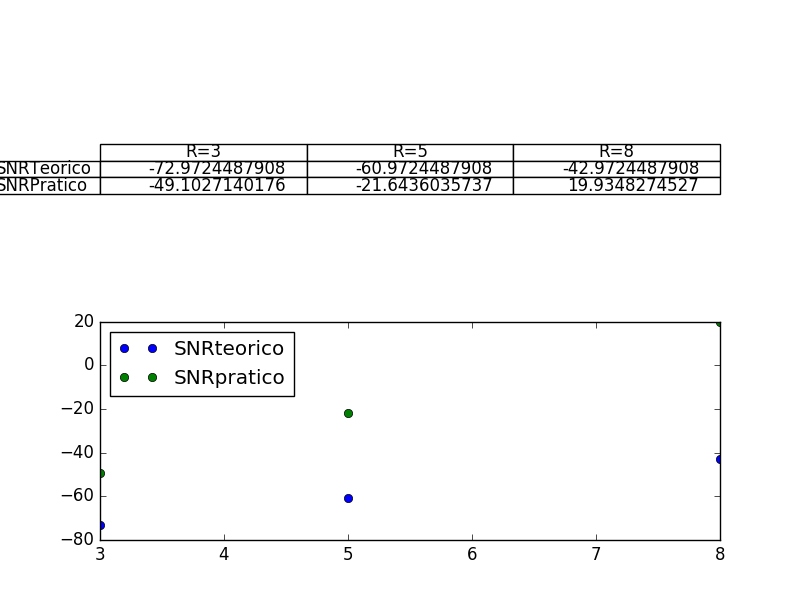 R=3 R=5 R=8
SNRTeorico -72.9724487908 -60.9724487908 -42.9724487908
SNRPratico -49.1027140176 -21.6436035737 19.9348274527
20
SNRteorico
0
SNRpratico
−20
−40
−60
−80
3 4 5 6 7 8